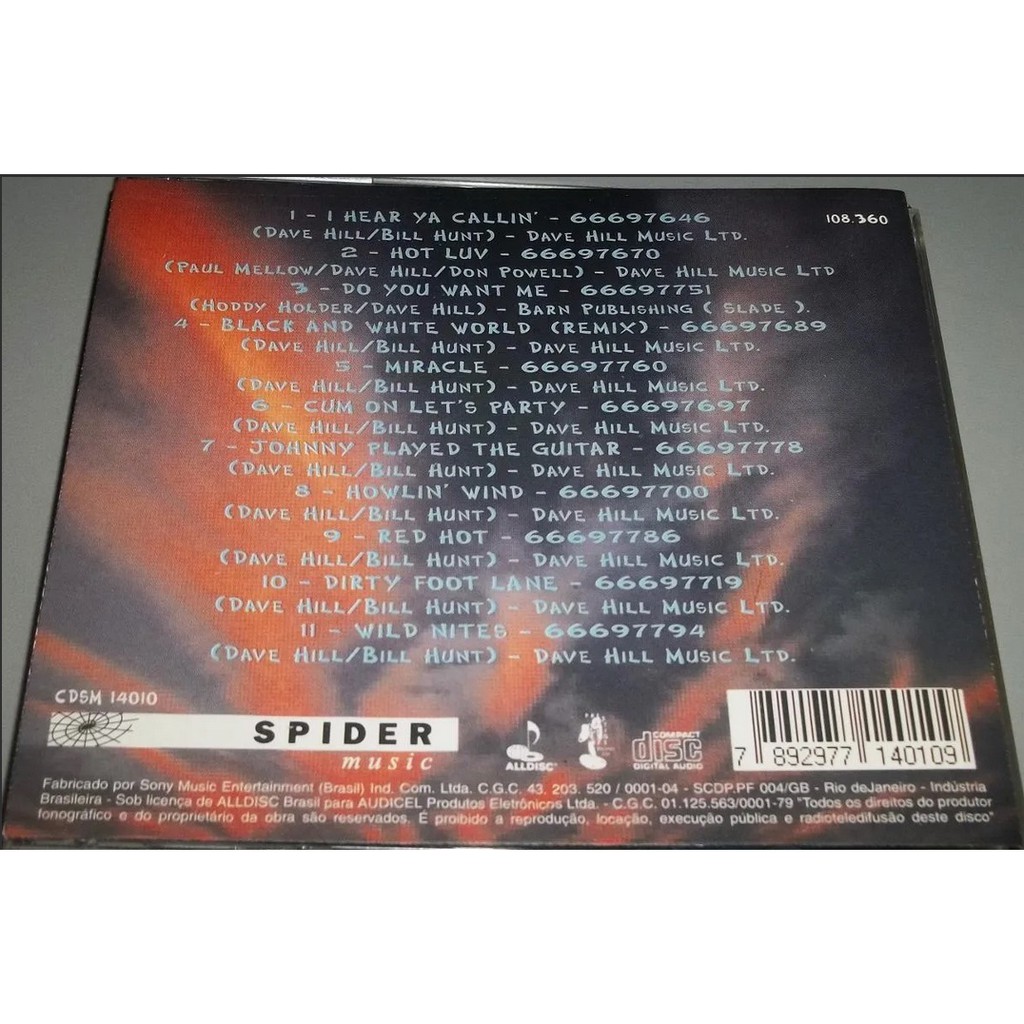 1 - I HEAR YA CALLIN' - 66697646
108.360
(DAVE HILL/BILL HUNT) - DAVE HILL MUSIC LTD.
2 - HOT LUV - 66697670
(PAUL MELLOW/DAVE HILL/DON POWELL) - DAVE HILL MUSIC LTD
3 - DO YOU WANT ME - 66697751
(HODDY HOLDER/DAVE HILL) - BARN PUBLISHING ( SLADE ).
4 - BLACK AND WHITE WORLD (REMIX) - 66697689
(DAVE HILL/BILL HUNT) - DAVE HILL MUSIC LTD.
5 - MIRACLE - 66697760
(DAVE HILL/BILL HUNT) - DAVE HILL MUSIC LTD.
6 - CUM ON LET'S PARTY - 66697697
(DAVE HILL/BILL HUNT) - DAVE HILL MUSIC LTD.
7 - JOHNNY PLAYED THE GUITAR - 66697778
(DAVE HILL/BILL HUNT) - DAVE HILL MUSIC LTD.
8 - HOWLIN' WIND - 66697700
(DAVE HILL/BILL HUNT) - DAVE HILL MUSIC LTD.
9 - RED HOT - 66697786
(DAVE HILL/BILL HUNT) - DAVE HILL MUSIC LTD.
10 - DIRTY FOOT LANE - 66697719
(DAVE HILL/BILL HUNT) - DAVE HILL MUSIC LTD.
11 - WILD NITES - 66697794
(DAVE HILL/BILL HUNT) - DAVE HILL MUSIC LTD.
CDSM 14010
SPIDER
music
ALLDISC
COMPACT
disc
DIGITAL AUDIO
7 892977 140109
Fabricado por Sony Music Entertainment (Brasil) Ind. Com. Ltda. C.G.C. 43. 203. 520 / 0001-04 - SCDP.PF 004/GB - Rio deJaneiro - Indústria
Brasileira - Sob licença de ALLDISC Brasil para AUDICEL Produtos Eletrônicos Ltda. - C.G.C. 01.125.563/0001-79 "Todos os direitos do produtor
fonográfico e do proprietário da obra são reservados. É proibido a reprodução, locação, execução pública e radioteledifusão deste disco"